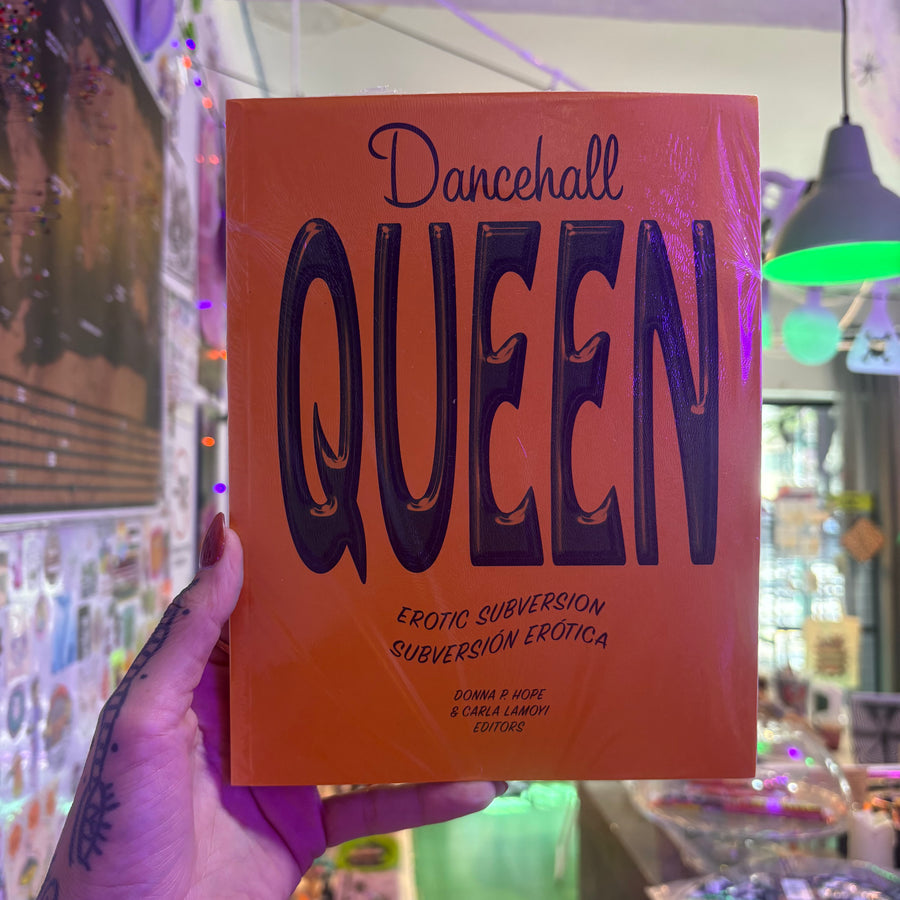 Dancehall
QUEEN
EROTIC SUBVERSION
SUBVERSIÓN ERÓTICA
DONNA P. HOPE
& CARLA LAMOYI
EDITORS